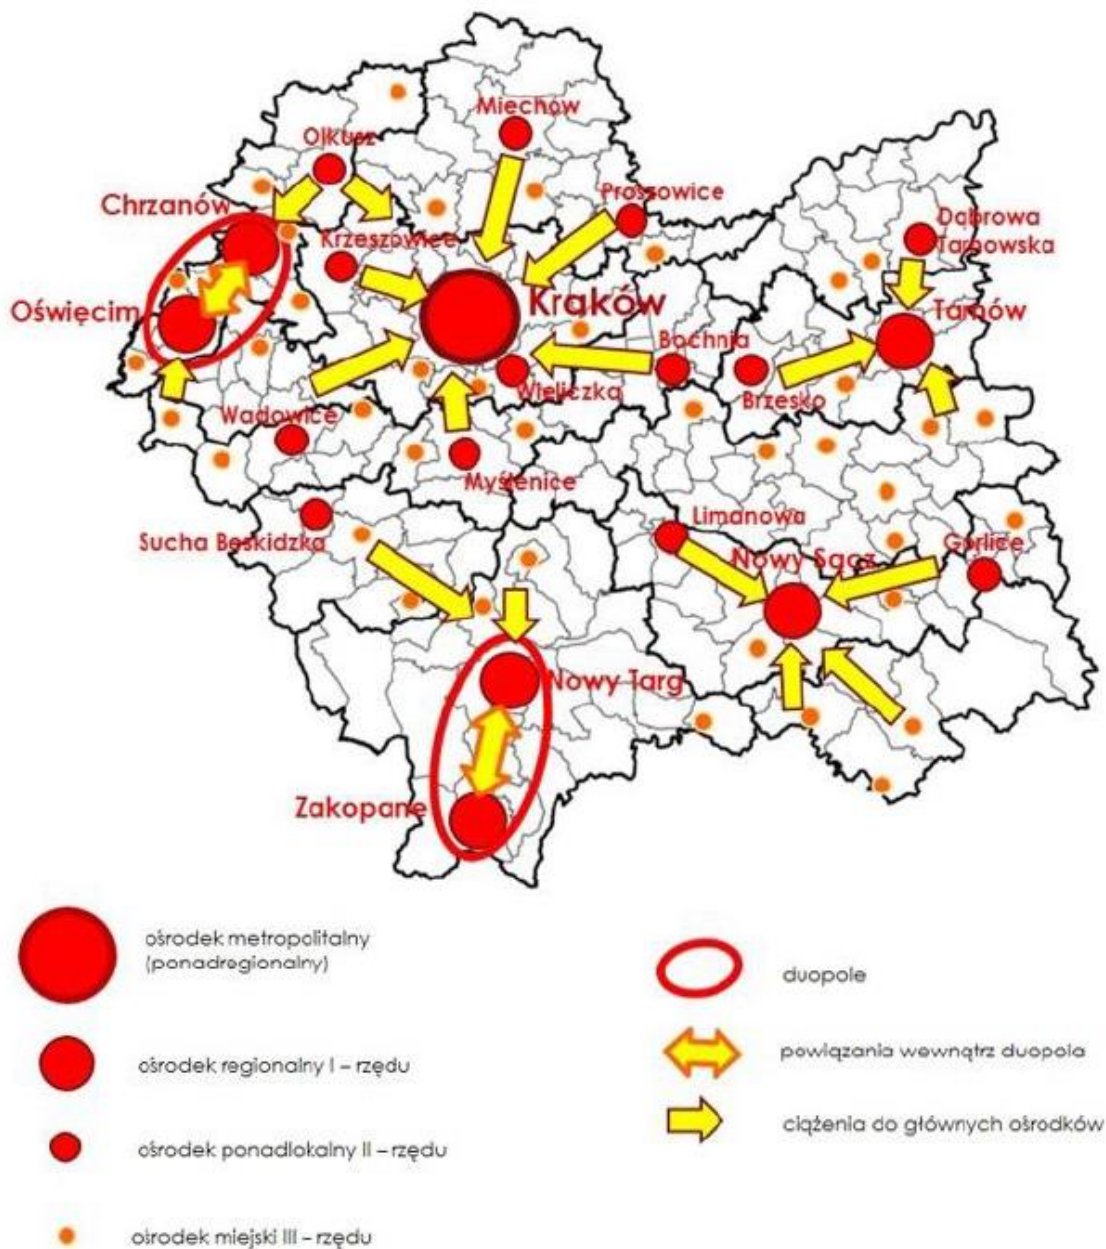 Miechów
Olkusz
Chrzanów
Proszowice
Krzeszowice
Dąbrowa
Tarnowska
Oświęcim
Kraków
Tarnów
Bochnia
Wieliczka
Brzesko
Wadowice
Myślenice
Sucha Beskidzka
Limanowa
Nowy Sącz
Gorlice
Nowy Targ
Zakopane
ośrodek metropolitalny
(ponadregionalny)
duopole
ośrodek regionalny I – rzędu
powiązania wewnątrz duopola
ciążenia do głównych ośrodków
ośrodek ponadlokalny II – rzędu
ośrodek miejski III – rzędu